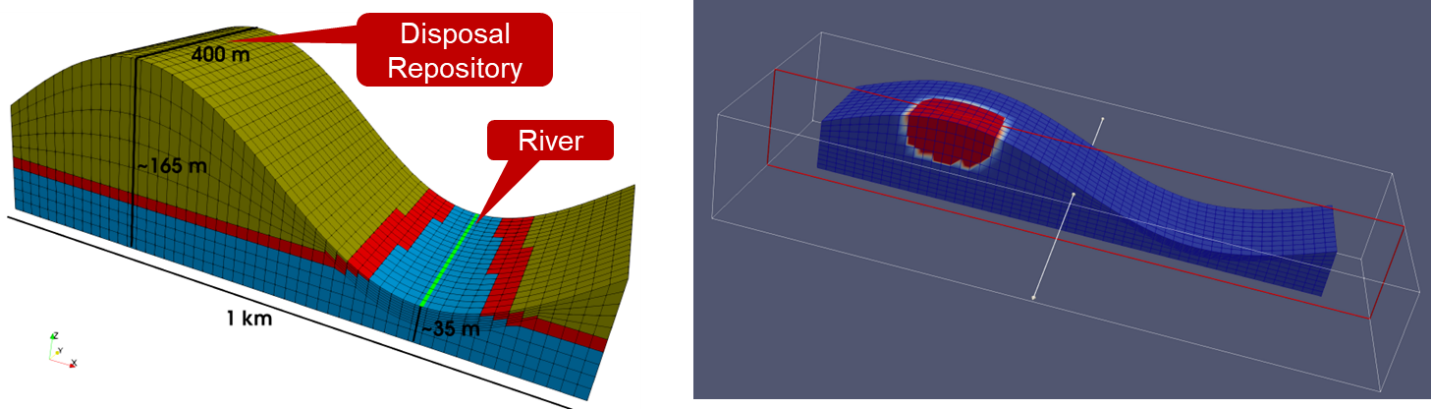 400 m
Disposal
Repository
River
~165 m
1 km
~35 m
Z
Y
X